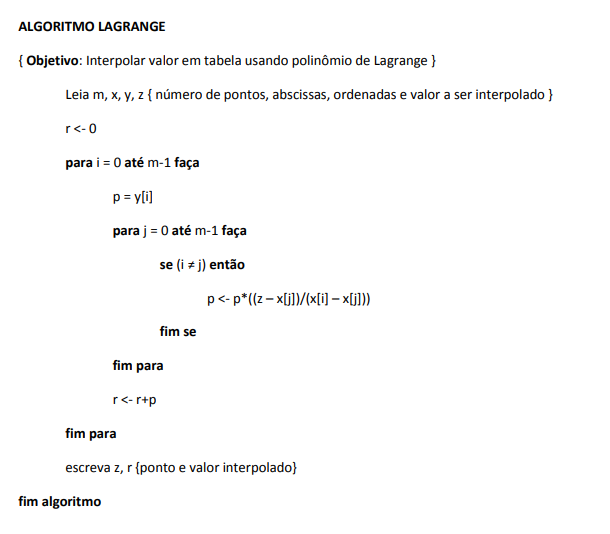 ALGORITMO LAGRANGE
{ Objetivo: Interpolar valor em tabela usando polinômio de Lagrange }
Leia m, x, y, z { número de pontos, abscissas, ordenadas e valor a ser interpolado }
r <- 0
para i = 0 até m-1 faça
p = y[i]
para j = 0 até m-1 faça
se (i ≠ j) então
p <- p*((z – x[j])/(x[i] – x[j]))
fim se
fim para
r <- r+p
fim para
escreva z, r {ponto e valor interpolado}
fim algoritmo